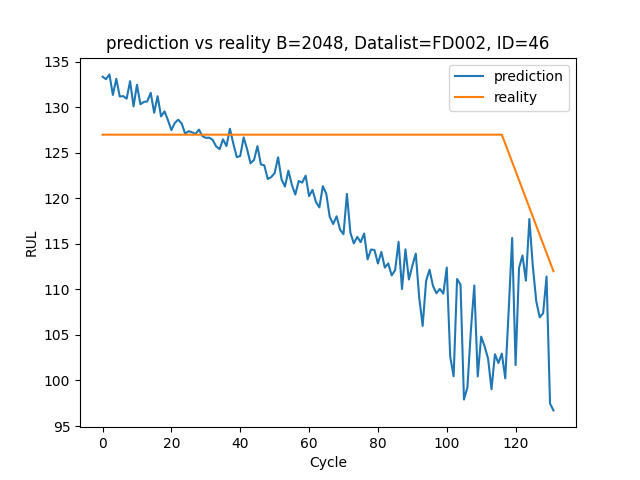 prediction vs reality B=2048, Datalist=FD002, ID=46
prediction
reality
RUL
135
130
125
120
115
110
105
100
95
0 20 40 60 80 100 120
Cycle